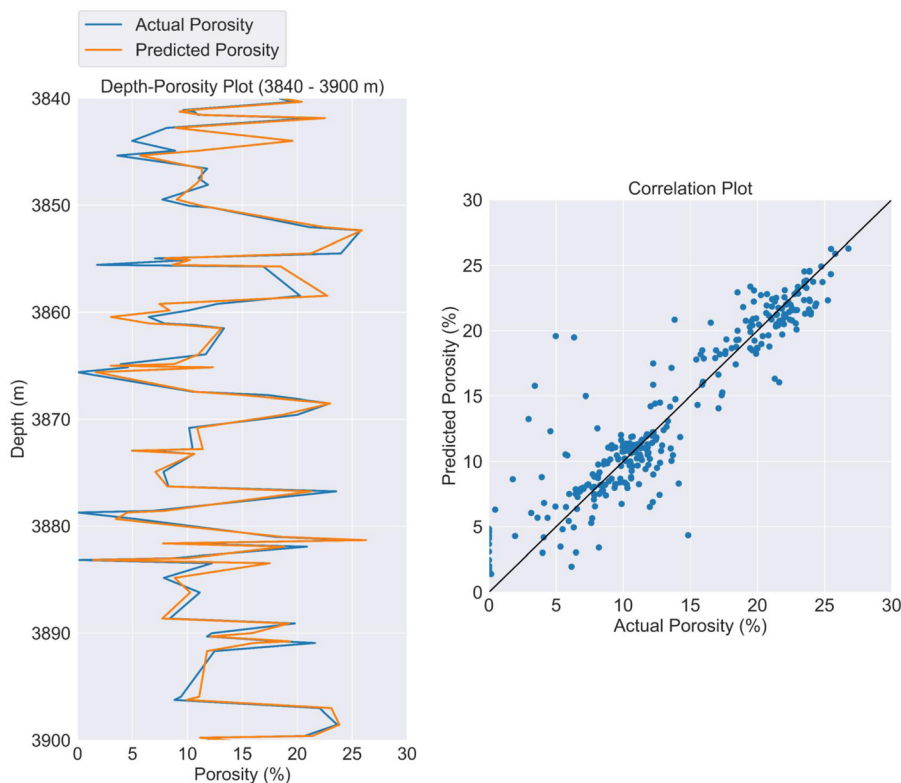 Actual Porosity
Predicted Porosity
Depth-Porosity Plot (3840 - 3900 m)
3840
3850
3860
3870
3880
3890
3900
Depth (m)
0 5 10 15 20 25 30
Porosity (%)
Correlation Plot
30
25
20
15
10
5
0
Predicted Porosity (%)
0 5 10 15 20 25 30
Actual Porosity (%)